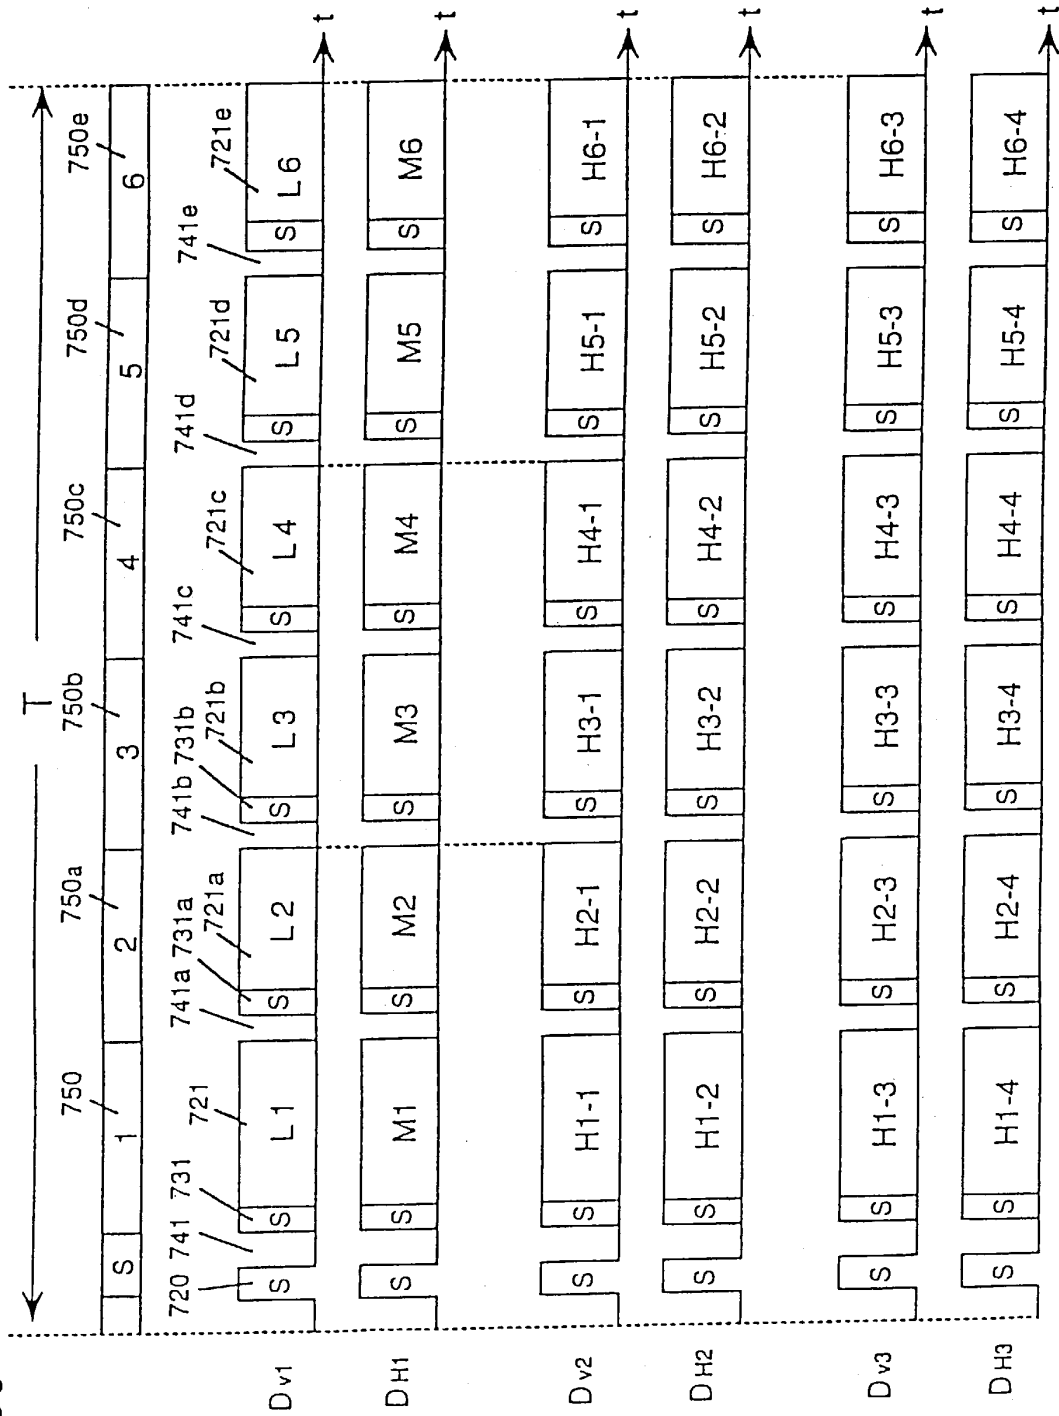 T
750 750a 750b 750c 750d 750e
S 1 2 3 4 5 6
720 741 731 721 741a 731a 721a 741b 731b 721b 741c 721c 741d 721d 741e 721e
Dv1 S S L1 S L2 S L3 S L4 S L5 S L6 t
DH1 S S M1 S M2 S M3 S M4 S M5 S M6 t
Dv2 S S H1-1 S H2-1 S H3-1 S H4-1 S H5-1 S H6-1 t
DH2 S S H1-2 S H2-2 S H3-2 S H4-2 S H5-2 S H6-2 t
Dv3 S S H1-3 S H2-3 S H3-3 S H4-3 S H5-3 S H6-3 t
DH3 S S H1-4 S H2-4 S H3-4 S H4-4 S H5-4 S H6-4 t